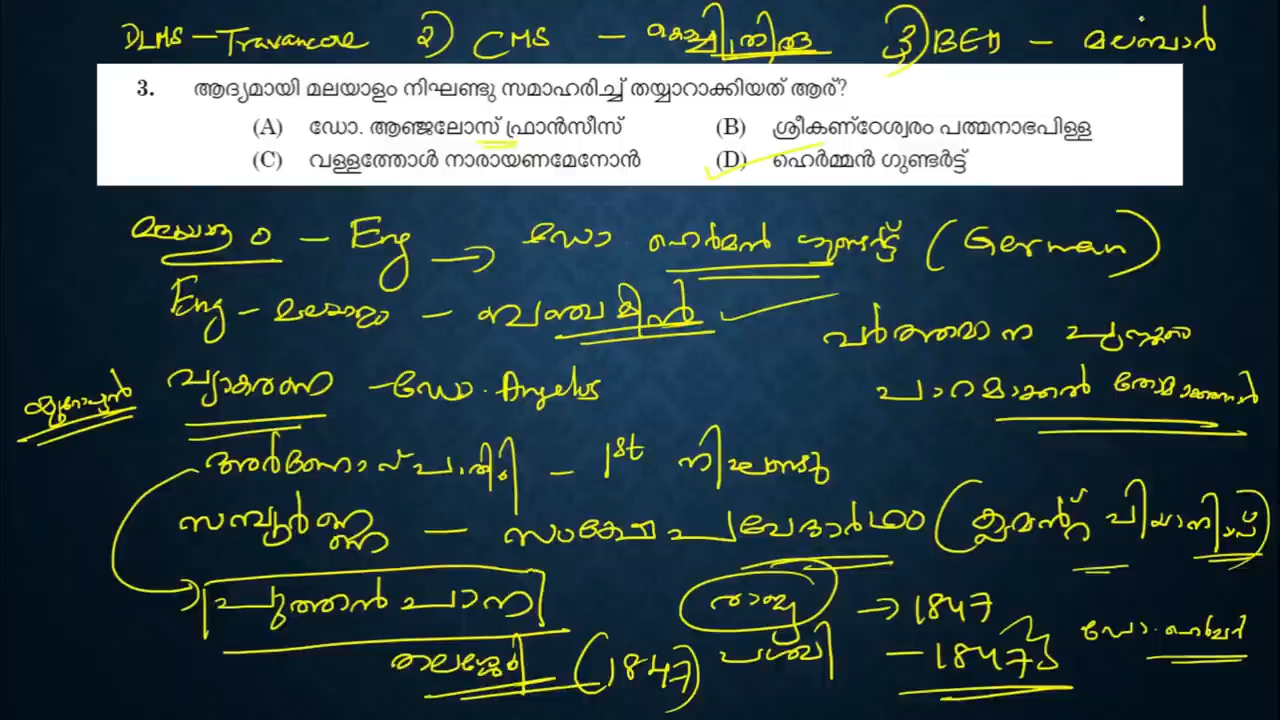 DLMS - Travancore 2) CMS - കൊച്ചി തിരു 3) BEM - മലബാർ
3. ആദ്യമായി മലയാളം നിഘണ്ടു സമാഹരിച്ച് തയ്യാറാക്കിയത് ആര്?
(A) ഡോ. ആഞ്ജലോസ് ഫ്രാൻസീസ് (B) ശ്രീകണ്ഠേശ്വരം പത്മനാഭപിള്ള
(C) വള്ളത്തോൾ നാരായണമേനോൻ (D) ഹെർമ്മൻ ഗുണ്ടർട്ട്
മലയാളം - Eng → ഡോ ഹെർമൻ ഗുണ്ടർട്ട് (German)
Eng - മലയാളം - ബഞ്ചമിൻ
വർത്തമാന പുസ്തകം
വ്യാകരണ - ഡോ. Angelus
പാറമാക്കൽ തോമാക്കത്തനാർ
അർണ്ണോസ് പാതിരി - 1st നിഘണ്ടു
സമ്പൂർണ്ണ - സംക്ഷേപവേദാർത്ഥം (ക്ലമന്റ് പിയാനിയസ്)
പുത്തൻ പാന രാജ്യ → 1847
തലശ്ശേരി (1847) പശ്ചി - 1847